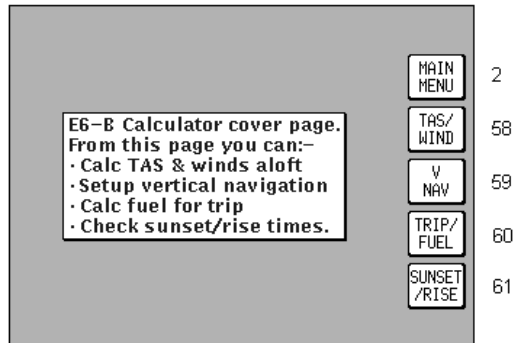 E6-B Calculator cover page.
From this page you can:-
· Calc TAS & winds aloft
· Setup vertical navigation
· Calc fuel for trip
· Check sunset/rise times.
MAIN
MENU
2
TAS/
WIND
58
V
NAV
59
TRIP/
FUEL
60
SUNSET
/RISE
61